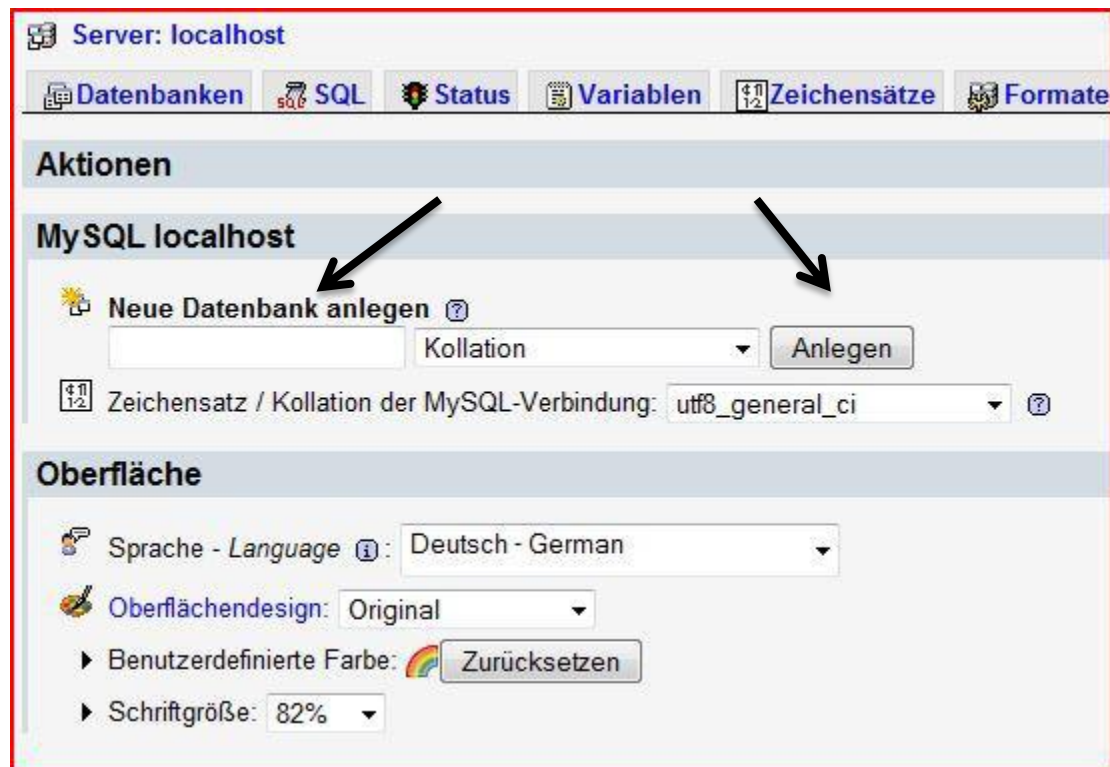 Server: localhost
Datenbanken SQL Status Variablen Zeichensätze Formate
Aktionen
MySQL localhost
Neue Datenbank anlegen
Kollation Anlegen
Zeichensatz / Kollation der MySQL-Verbindung: utf8_general_ci
Oberfläche
Sprache - Language : Deutsch - German
Oberflächendesign: Original
Benutzerdefinierte Farbe: Zurücksetzen
Schriftgröße: 82%